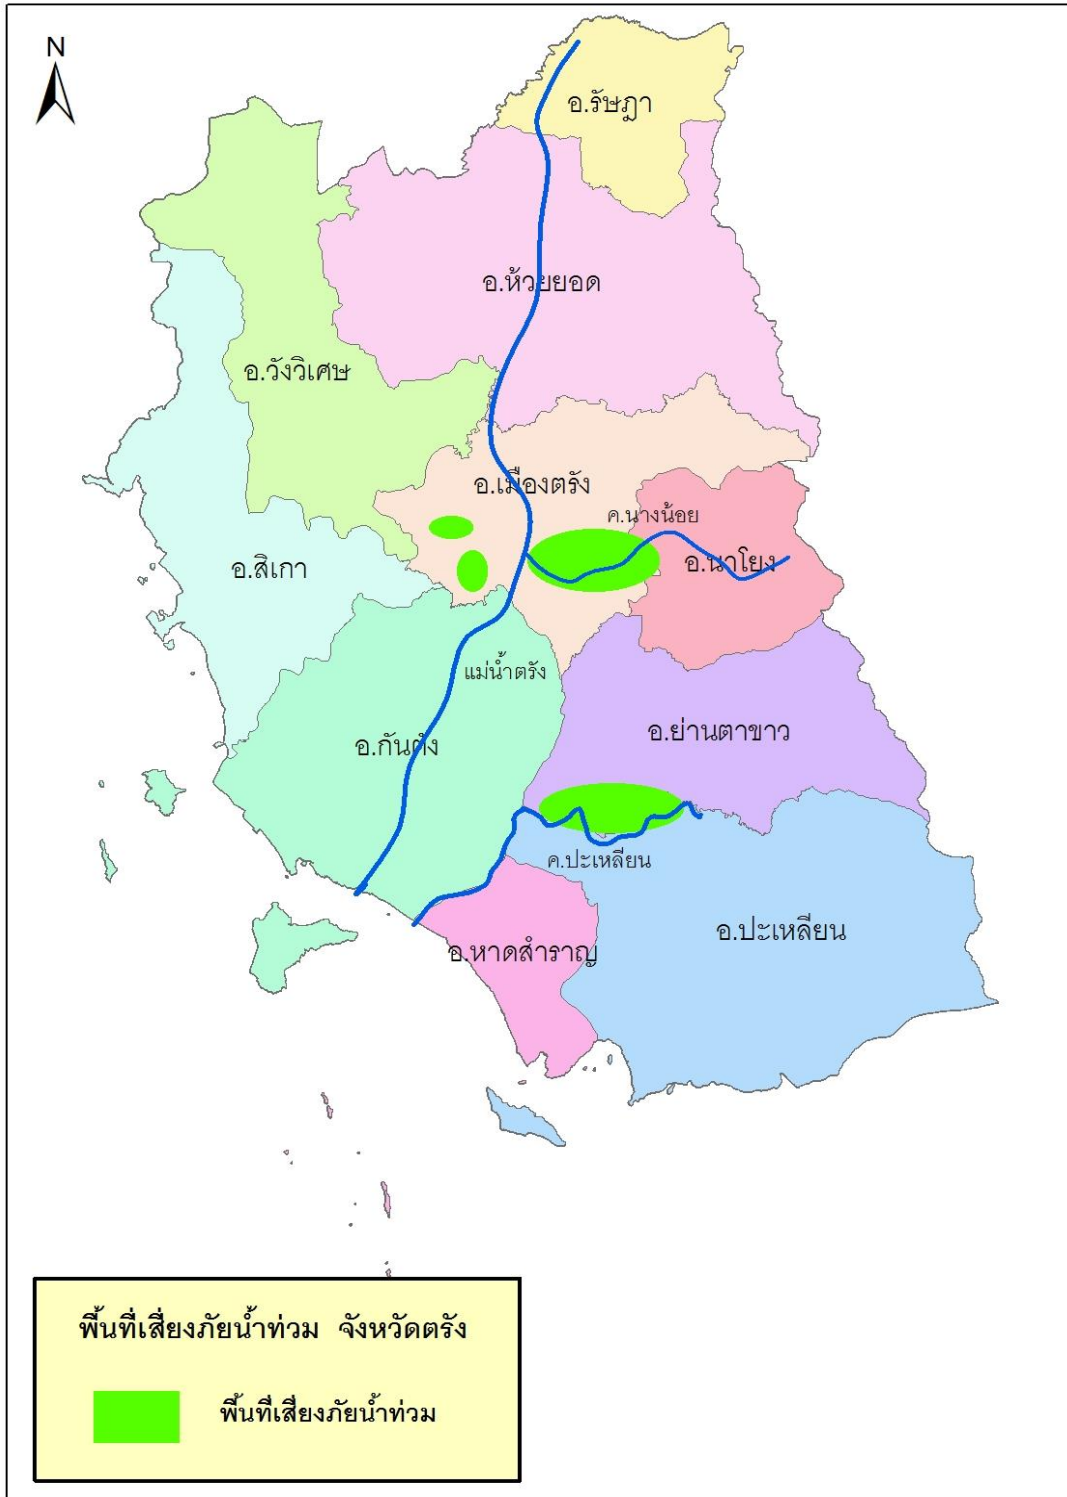 N
อ.รัษฎา
อ.ห้วยยอด
อ.วังวิเศษ
อ.เมืองตรัง
ค.นางน้อย
อ.นาโยง
อ.สิเกา
แม่น้ำตรัง
อ.ย่านตาขาว
อ.กันตัง
ค.ปะเหลียน
อ.ปะเหลียน
อ.หาดสำราญ
พื้นที่เสี่ยงภัยน้ำท่วม จังหวัดตรัง
พื้นที่เสี่ยงภัยน้ำท่วม